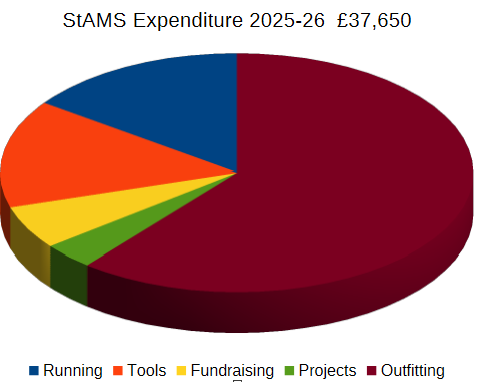 StAMS Expenditure 2025-26  £37,650
Running Tools Fundraising Projects Outfitting